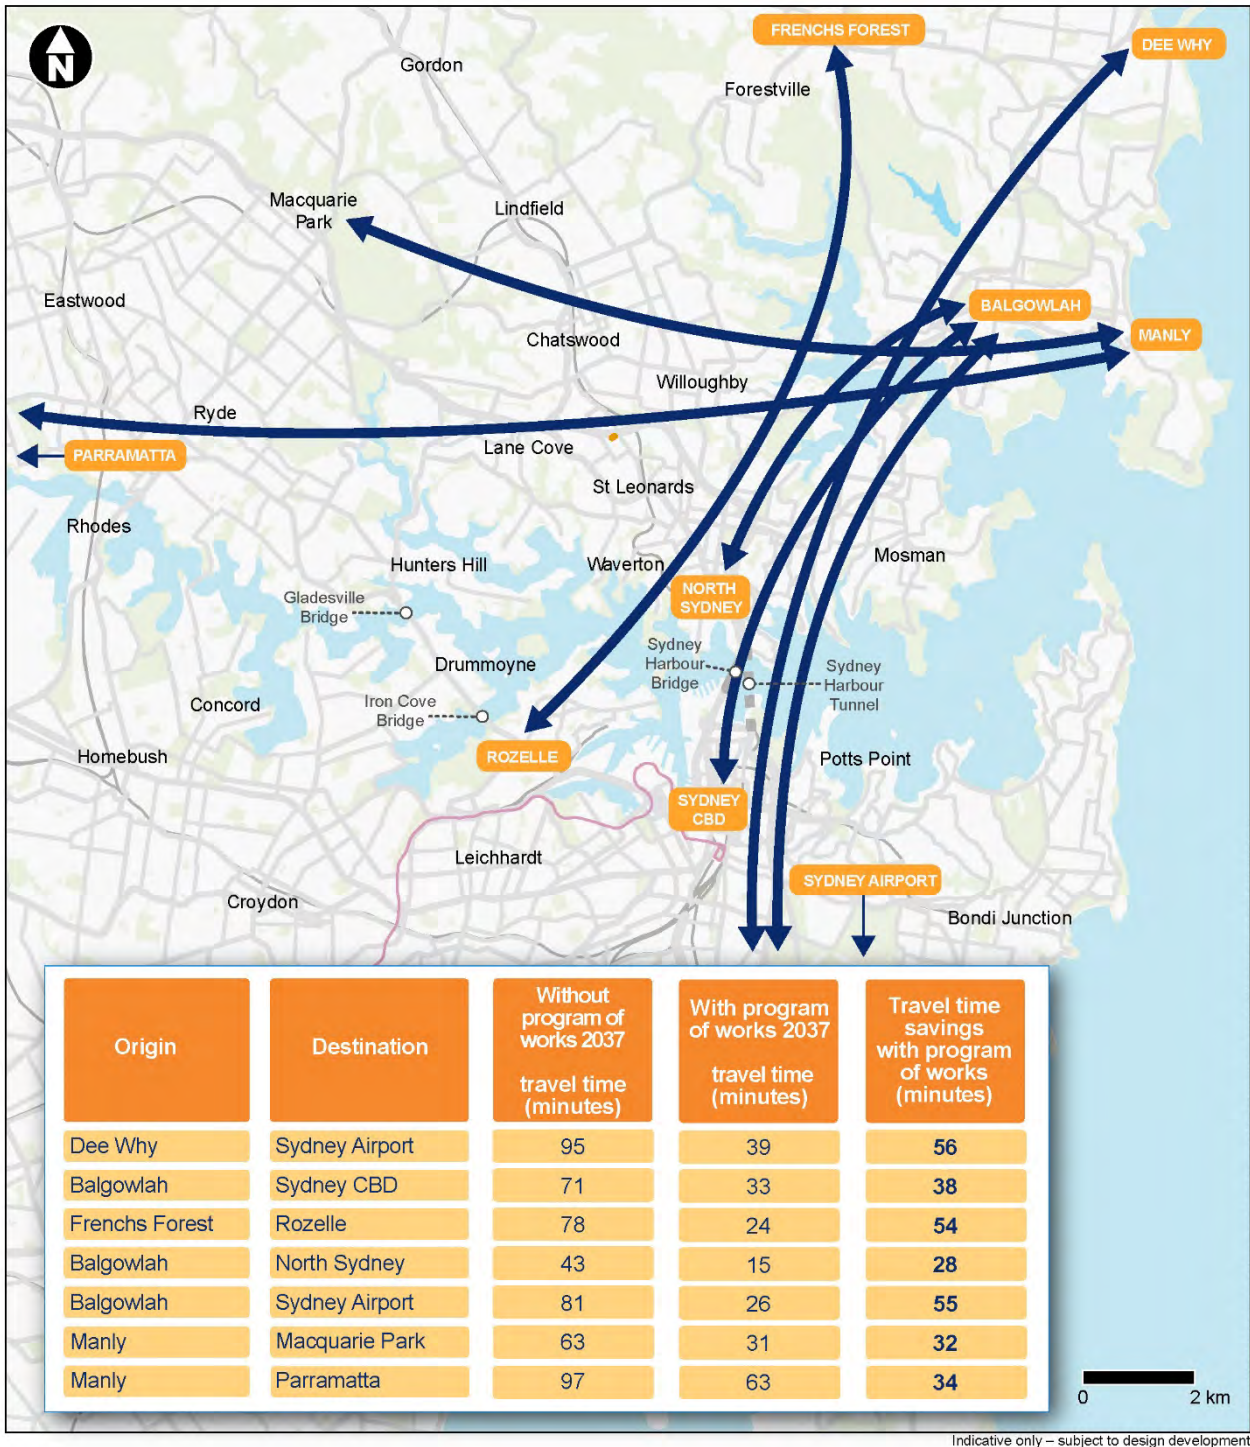 N
FRENCHS FOREST
DEE WHY
Gordon
Forestville
Macquarie
Park
Lindfield
Eastwood
BALGOWLAH
MANLY
Chatswood
Willoughby
Ryde
Lane Cove
PARRAMATTA
St Leonards
Rhodes
Mosman
Hunters Hill
Waverton
NORTH
SYDNEY
Gladesville
Bridge
Sydney
Harbour
Bridge
Sydney
Harbour
Tunnel
Drummoyne
Concord
Iron Cove
Bridge
Homebush
ROZELLE
Potts Point
SYDNEY
CBD
Leichhardt
SYDNEY AIRPORT
Croydon
Bondi Junction
Origin
Destination
Without
program of
works 2037
travel time
(minutes)
With program
of works 2037
travel time
(minutes)
Travel time
savings
with program
of works
(minutes)
Dee Why Sydney Airport 95 39 56
Balgowlah Sydney CBD 71 33 38
Frenchs Forest Rozelle 78 24 54
Balgowlah North Sydney 43 15 28
Balgowlah Sydney Airport 81 26 55
Manly Macquarie Park 63 31 32
Manly Parramatta 97 63 34
0 2 km
Indicative only – subject to design development